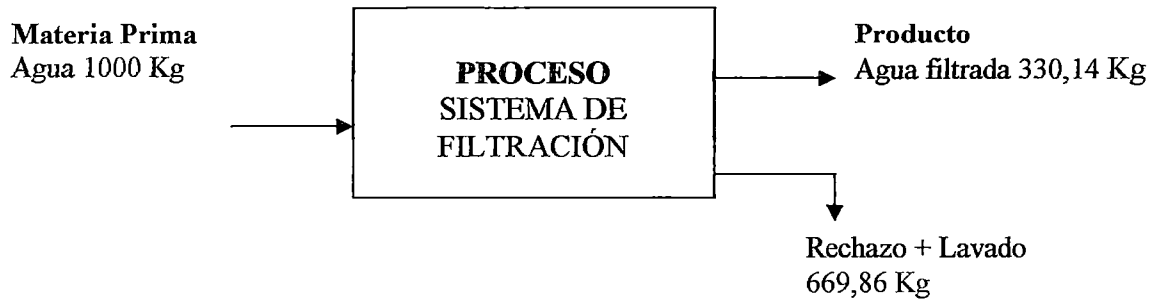 Materia Prima
Agua 1000 Kg
PROCESO
SISTEMA DE
FILTRACIÓN
Producto
Agua filtrada 330,14 Kg
Rechazo + Lavado
669,86 Kg